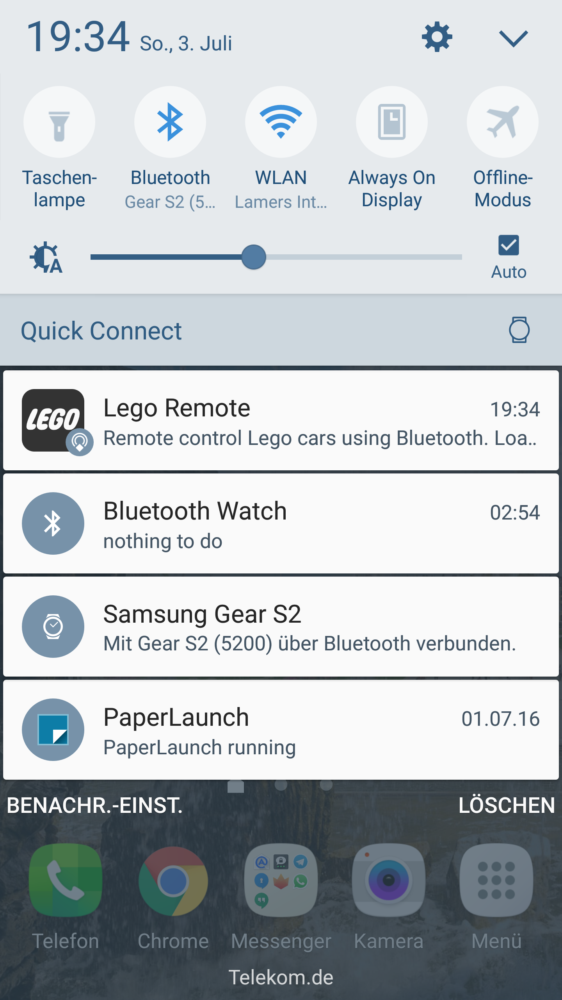 19:34 So., 3. Juli
Taschen-
lampe
Bluetooth
Gear S2 (5...
WLAN
Lamers Int...
Always On
Display
Offline-
Modus
A
Auto
Quick Connect
LEGO
Lego Remote 19:34
Remote control Lego cars using Bluetooth. Loa..
Bluetooth Watch 02:54
nothing to do
Samsung Gear S2
Mit Gear S2 (5200) über Bluetooth verbunden.
PaperLaunch 01.07.16
PaperLaunch running
BENACHR.-EINST. LÖSCHEN
Telefon Chrome Messenger Kamera Menü
Telekom.de